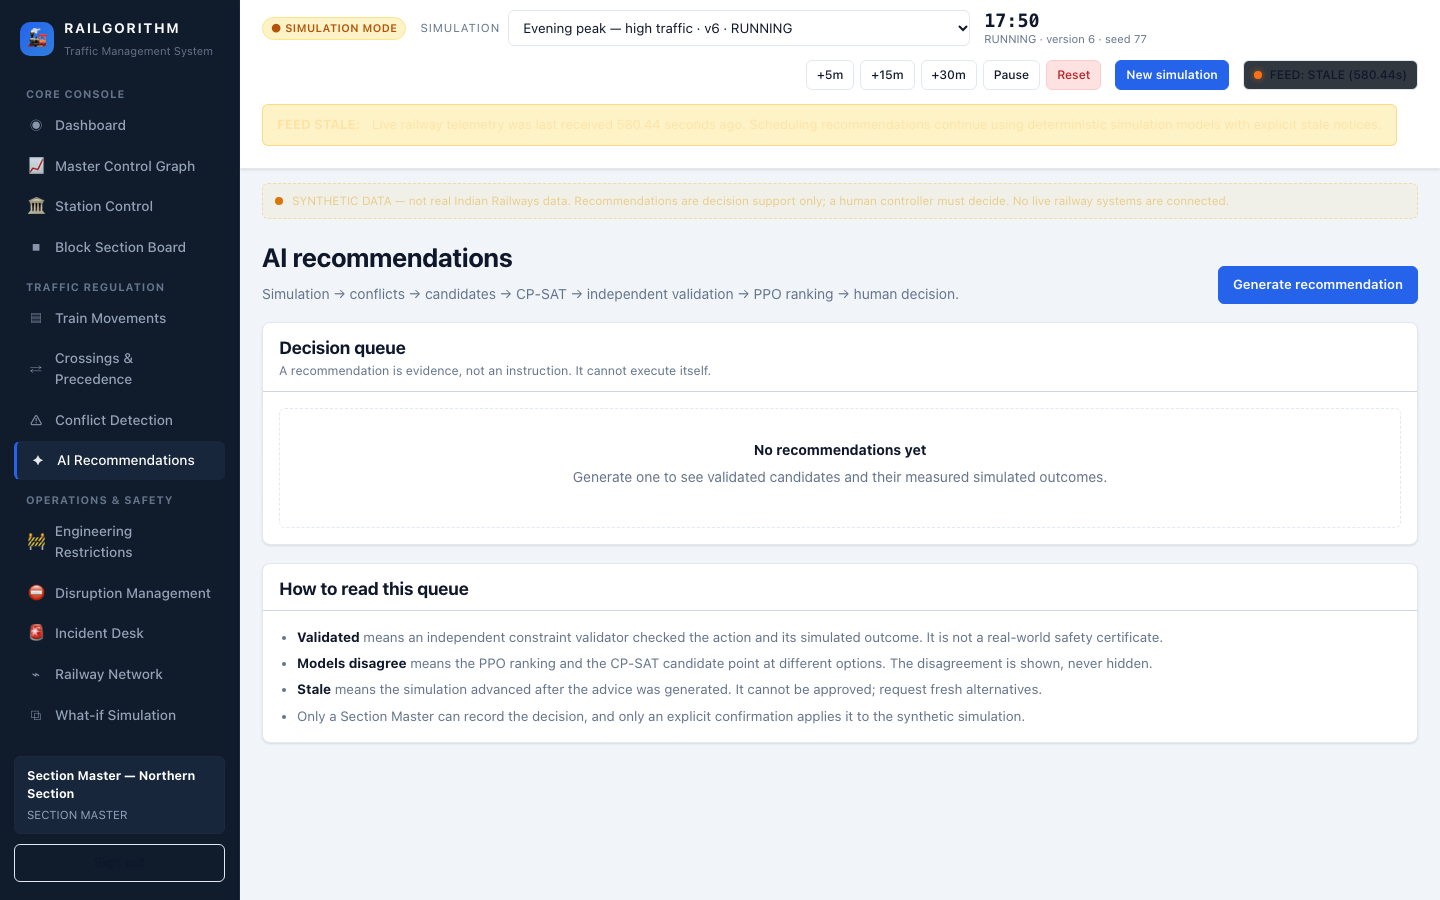 RAILGORITHM
Traffic Management System
CORE CONSOLE
Dashboard
Master Control Graph
Station Control
Block Section Board
TRAFFIC REGULATION
Train Movements
Crossings &
Precedence
Conflict Detection
AI Recommendations
OPERATIONS & SAFETY
Engineering
Restrictions
Disruption Management
Incident Desk
Railway Network
What-if Simulation
Section Master — Northern
Section
SECTION MASTER
SIMULATION MODE
SIMULATION
Evening peak — high traffic · v6 · RUNNING
17:50
RUNNING · version 6 · seed 77
+5m
+15m
+30m
Pause
Reset
New simulation
FEED: STALE (580.44s)
FEED STALE: Live railway telemetry was last received 580.44 seconds ago. Scheduling recommendations continue using deterministic simulation models with explicit stale notices.
SYNTHETIC DATA — not real Indian Railways data. Recommendations are decision support only; a human controller must decide. No live railway systems are connected.
AI recommendations
Simulation → conflicts → candidates → CP-SAT → independent validation → PPO ranking → human decision.
Generate recommendation
Decision queue
A recommendation is evidence, not an instruction. It cannot execute itself.
No recommendations yet
Generate one to see validated candidates and their measured simulated outcomes.
How to read this queue
• Validated means an independent constraint validator checked the action and its simulated outcome. It is not a real-world safety certificate.
• Models disagree means the PPO ranking and the CP-SAT candidate point at different options. The disagreement is shown, never hidden.
• Stale means the simulation advanced after the advice was generated. It cannot be approved; request fresh alternatives.
• Only a Section Master can record the decision, and only an explicit confirmation applies it to the synthetic simulation.